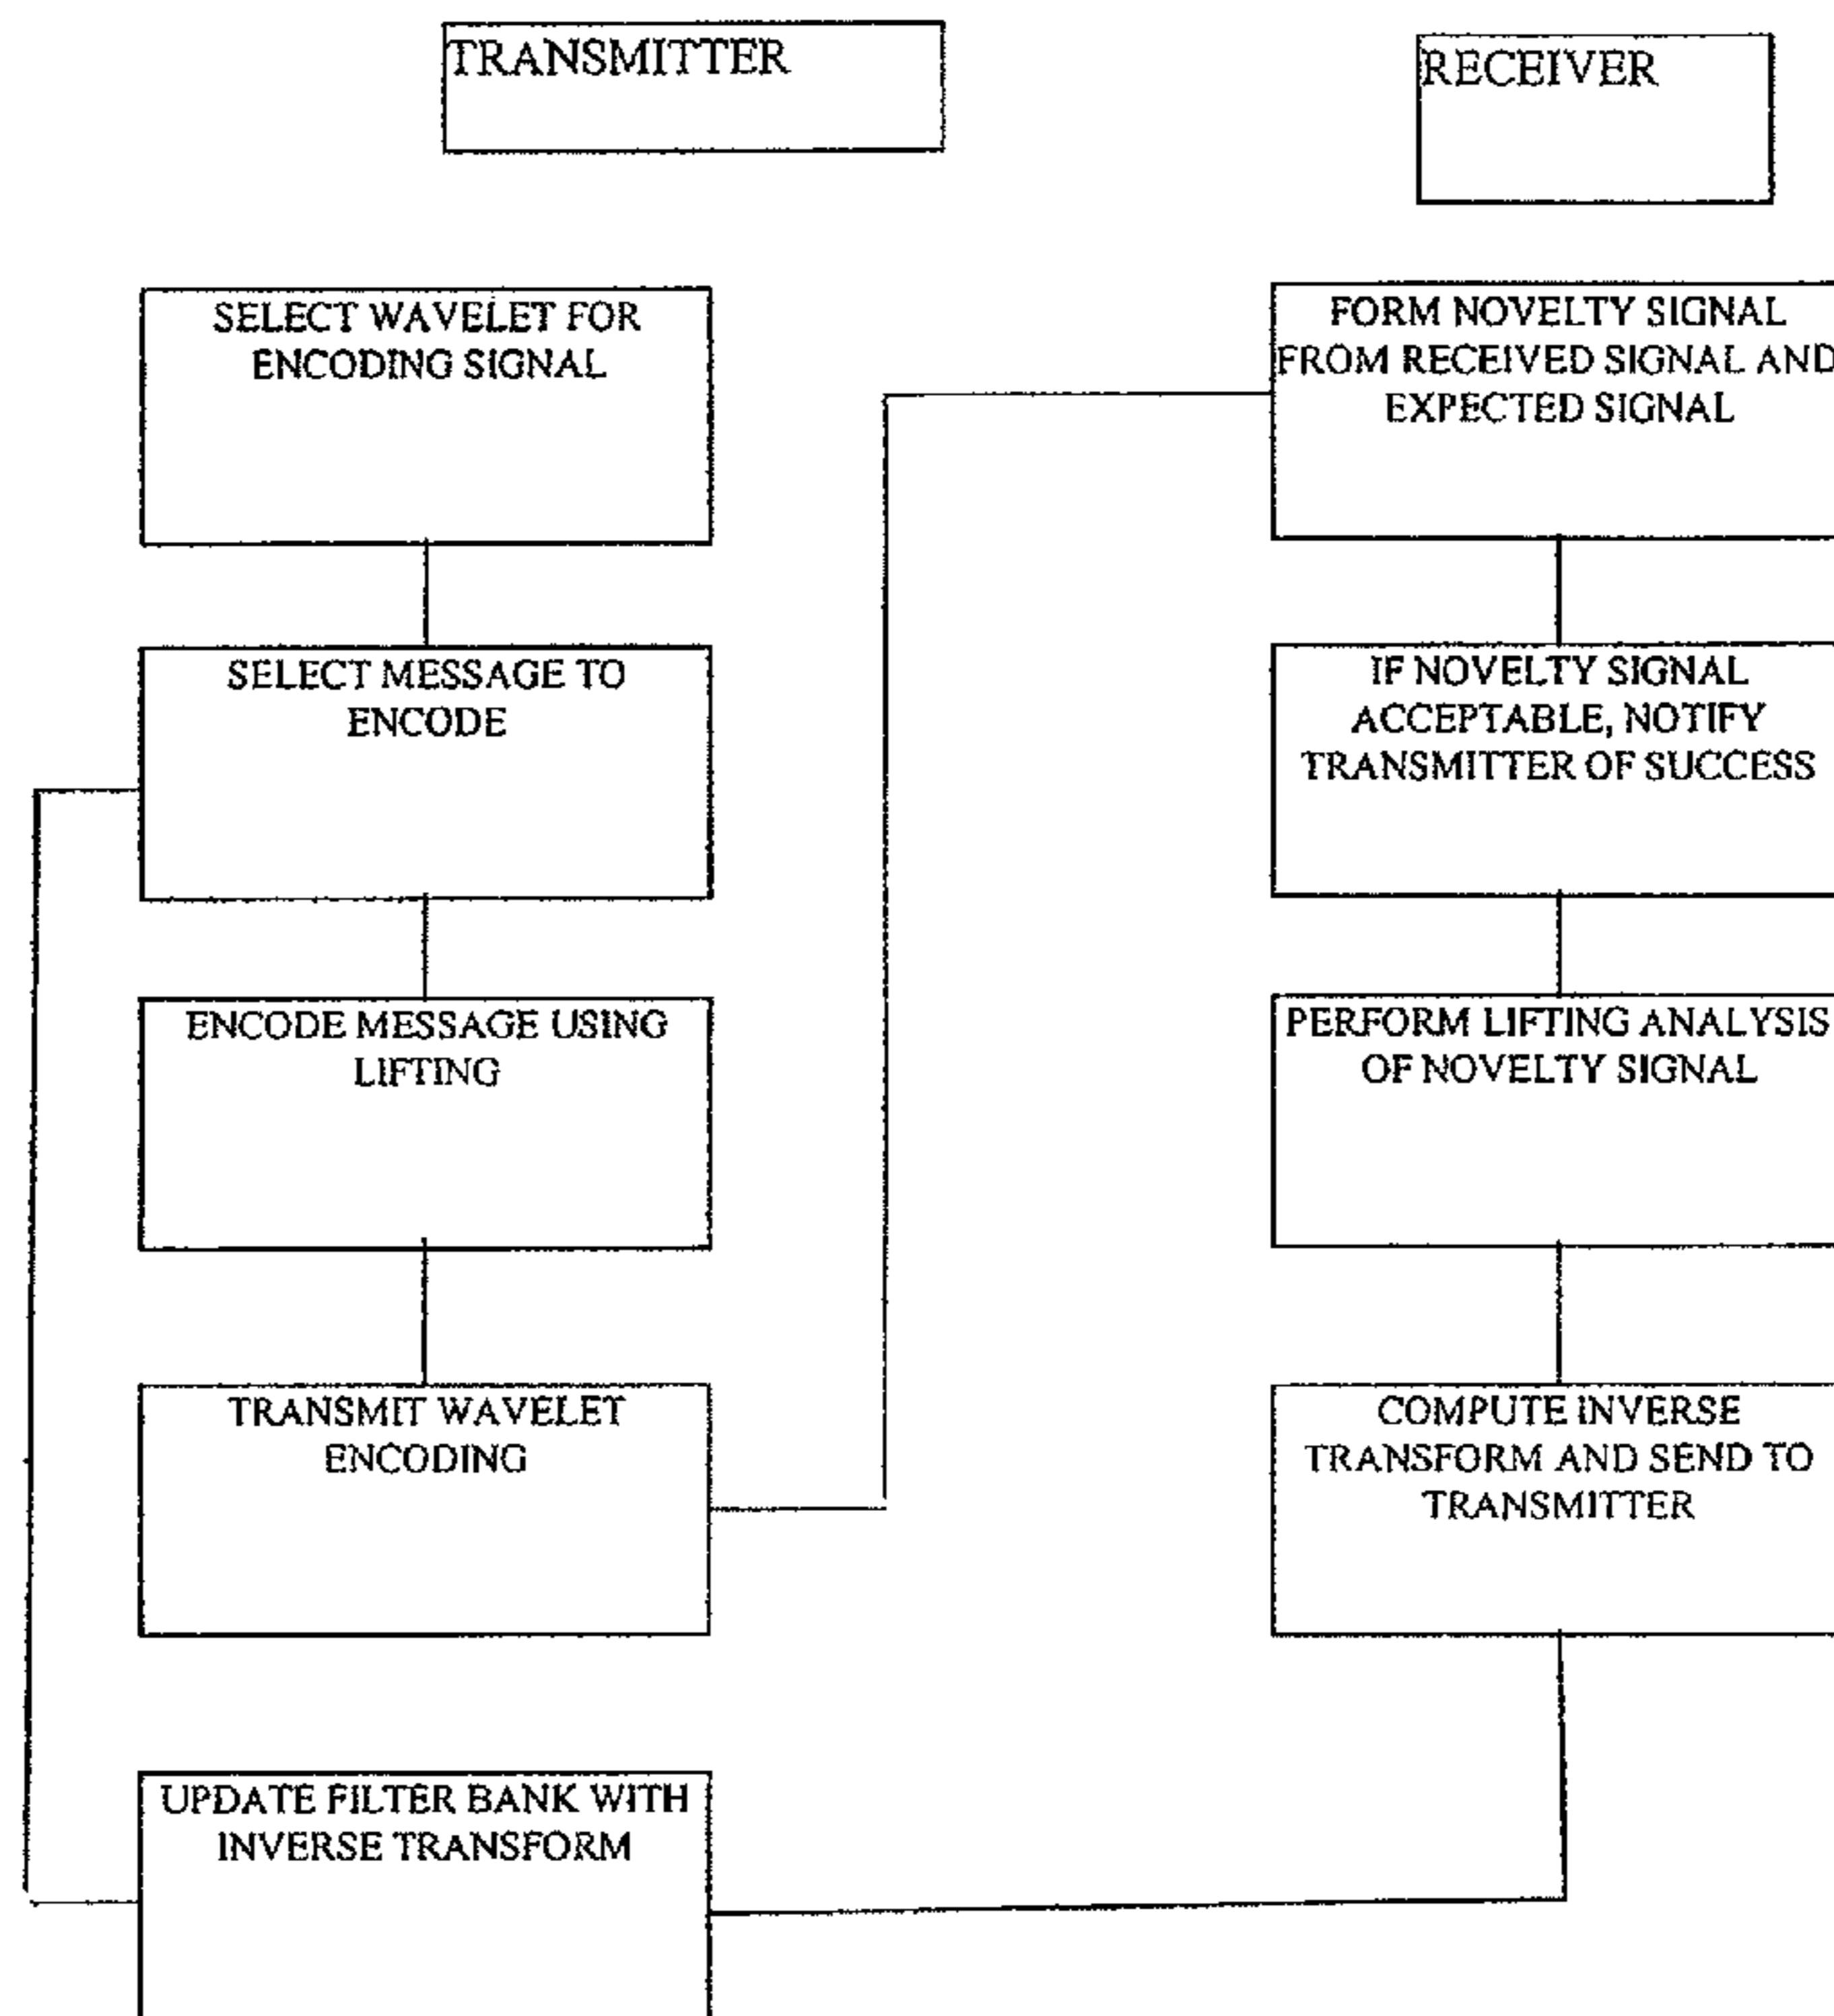 TRANSMITTER
RECEIVER
SELECT WAVELET FOR
ENCODING SIGNAL
SELECT MESSAGE TO
ENCODE
ENCODE MESSAGE USING
LIFTING
TRANSMIT WAVELET
ENCODING
UPDATE FILTER BANK WITH
INVERSE TRANSFORM
FORM NOVELTY SIGNAL
FROM RECEIVED SIGNAL AND
EXPECTED SIGNAL
IF NOVELTY SIGNAL
ACCEPTABLE, NOTIFY
TRANSMITTER OF SUCCESS
PERFORM LIFTING ANALYSIS
OF NOVELTY SIGNAL
COMPUTE INVERSE
TRANSFORM AND SEND TO
TRANSMITTER